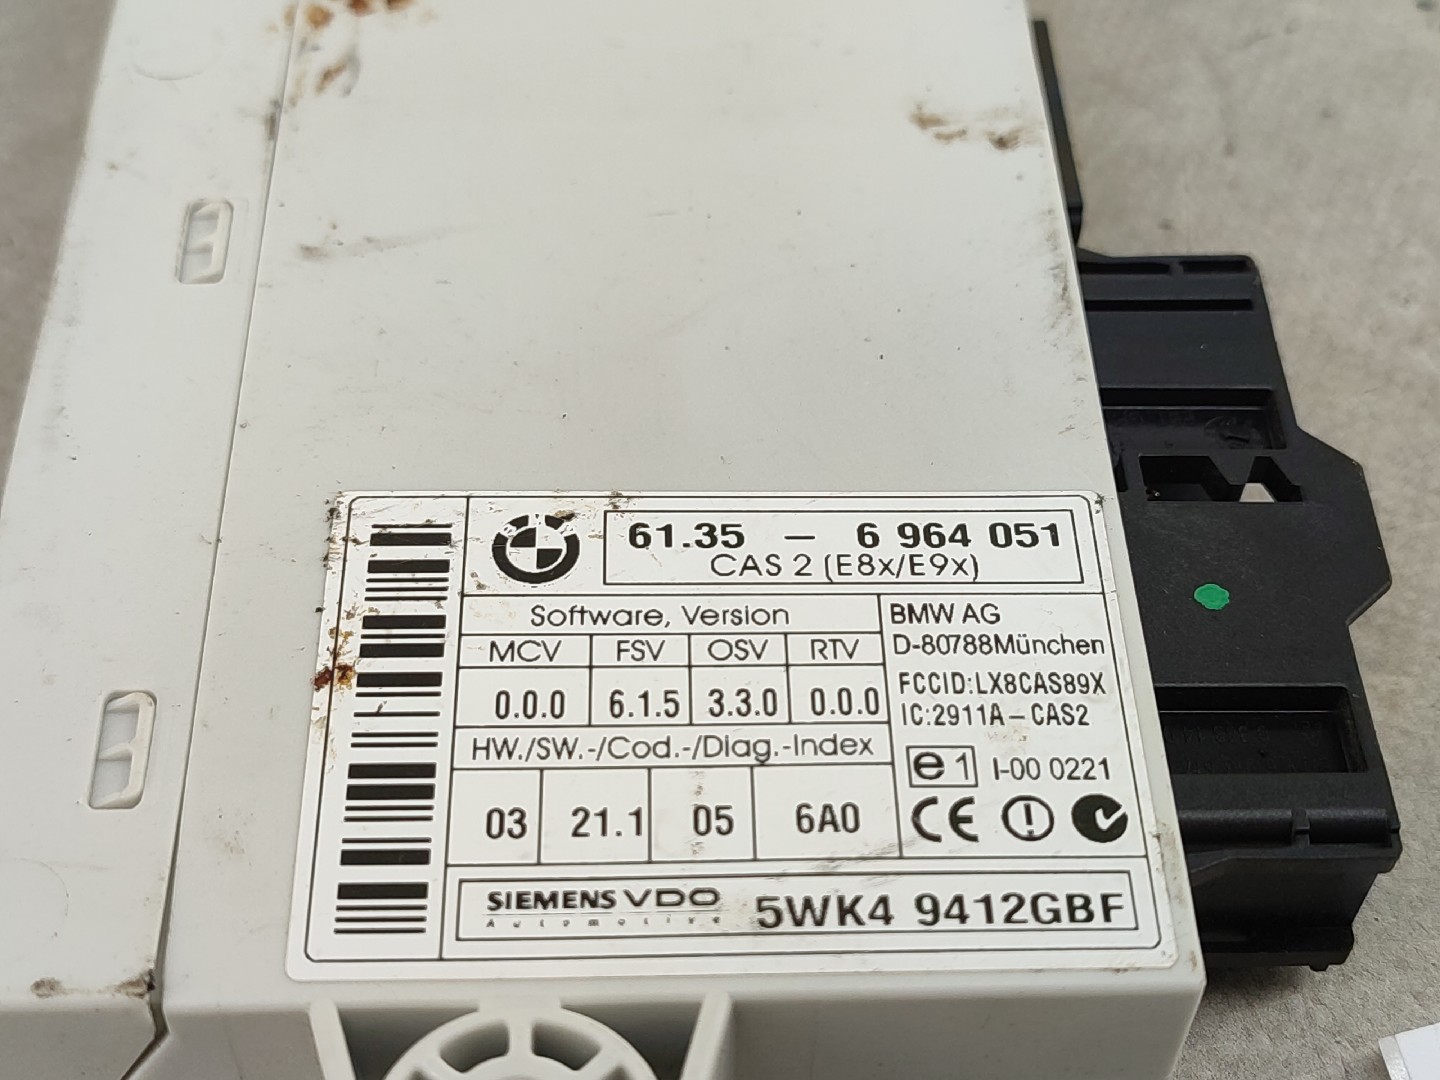 61.35 – 6 964 051
CAS 2 (E8x/E9x)
Software, Version
MCV FSV OSV RTV
0.0.0 6.1.5 3.3.0 0.0.0
HW./SW.-/Cod.-/Diag.-Index
03 21.1 05 6A0
BMW AG
D-80788München
FCCID:LX8CAS89X
IC:2911A – CAS2
e1 I-00 0221
CE
SIEMENS VDO
Automotive
5WK4 9412GBF